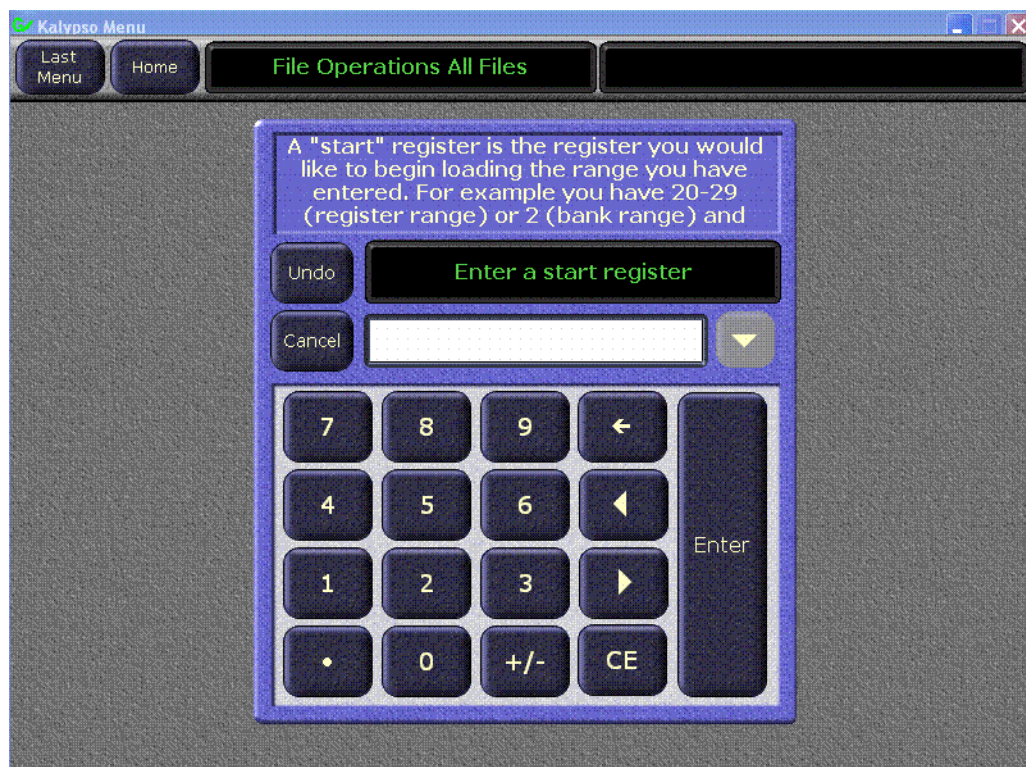 Kalypso Menu
Last
Menu
Home
File Operations All Files
A "start" register is the register you would
like to begin loading the range you have
entered. For example you have 20-29
(register range) or 2 (bank range) and
Undo
Enter a start register
Cancel
7 8 9
4 5 6
Enter
1 2 3
• 0 +/- CE